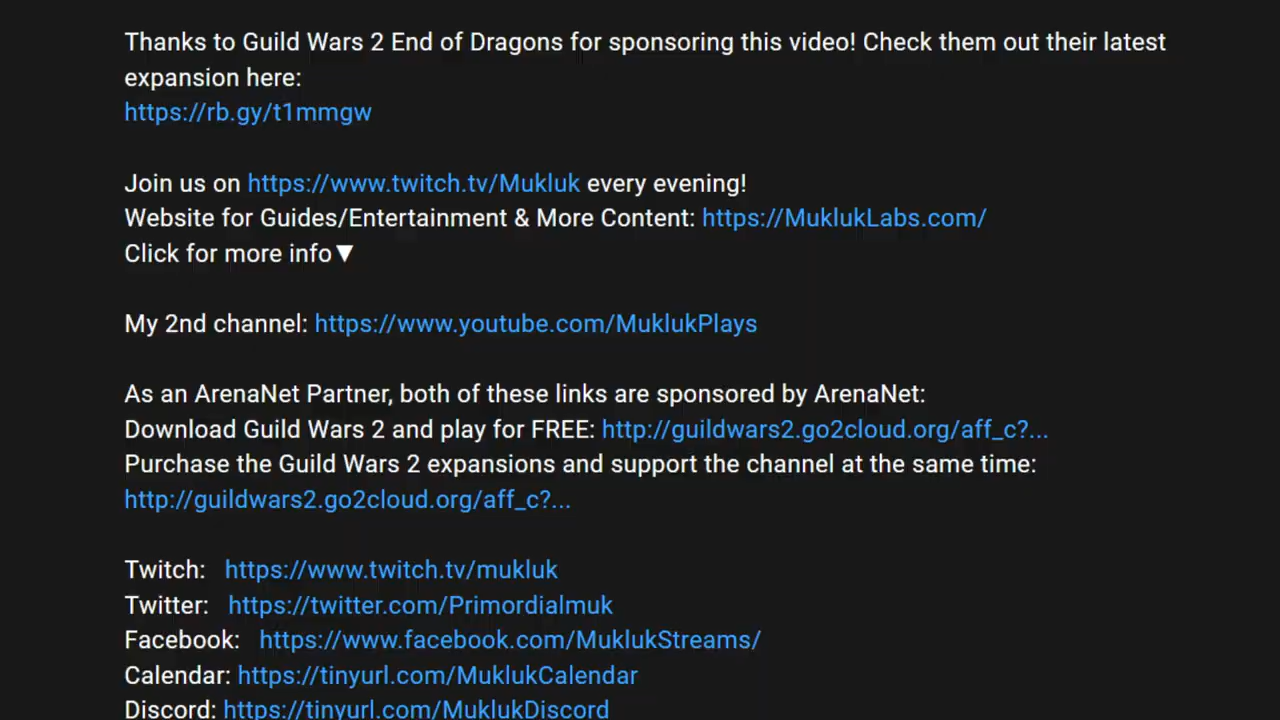 Thanks to Guild Wars 2 End of Dragons for sponsoring this video! Check them out their latest
expansion here:
https://rb.gy/t1mmgw
Join us on https://www.twitch.tv/Mukluk every evening!
Website for Guides/Entertainment & More Content: https://MuklukLabs.com/
Click for more info▼
My 2nd channel: https://www.youtube.com/MuklukPlays
As an ArenaNet Partner, both of these links are sponsored by ArenaNet:
Download Guild Wars 2 and play for FREE: http://guildwars2.go2cloud.org/aff_c?...
Purchase the Guild Wars 2 expansions and support the channel at the same time:
http://guildwars2.go2cloud.org/aff_c?...
Twitch: https://www.twitch.tv/mukluk
Twitter: https://twitter.com/Primordialmuk
Facebook: https://www.facebook.com/MuklukStreams/
Calendar: https://tinyurl.com/MuklukCalendar
Discord: https://tinyurl.com/MuklukDiscord